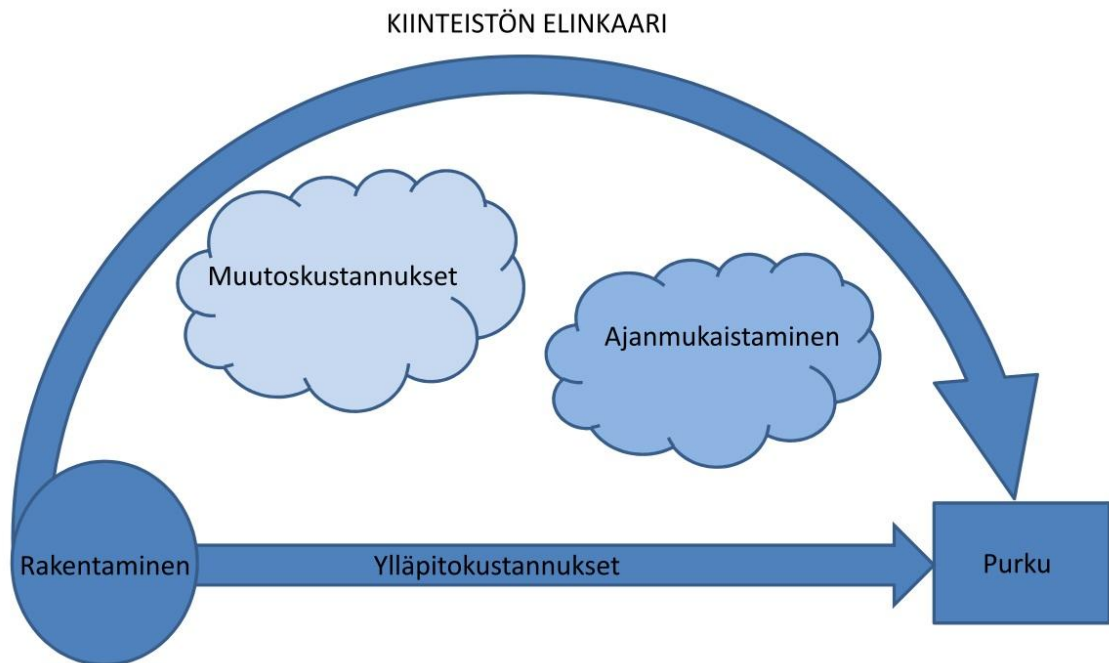 KIINTEISTÖN ELINKAARI
Muutoskustannukset
Ajanmukaistaminen
Rakentaminen
Ylläpitokustannukset
Purku